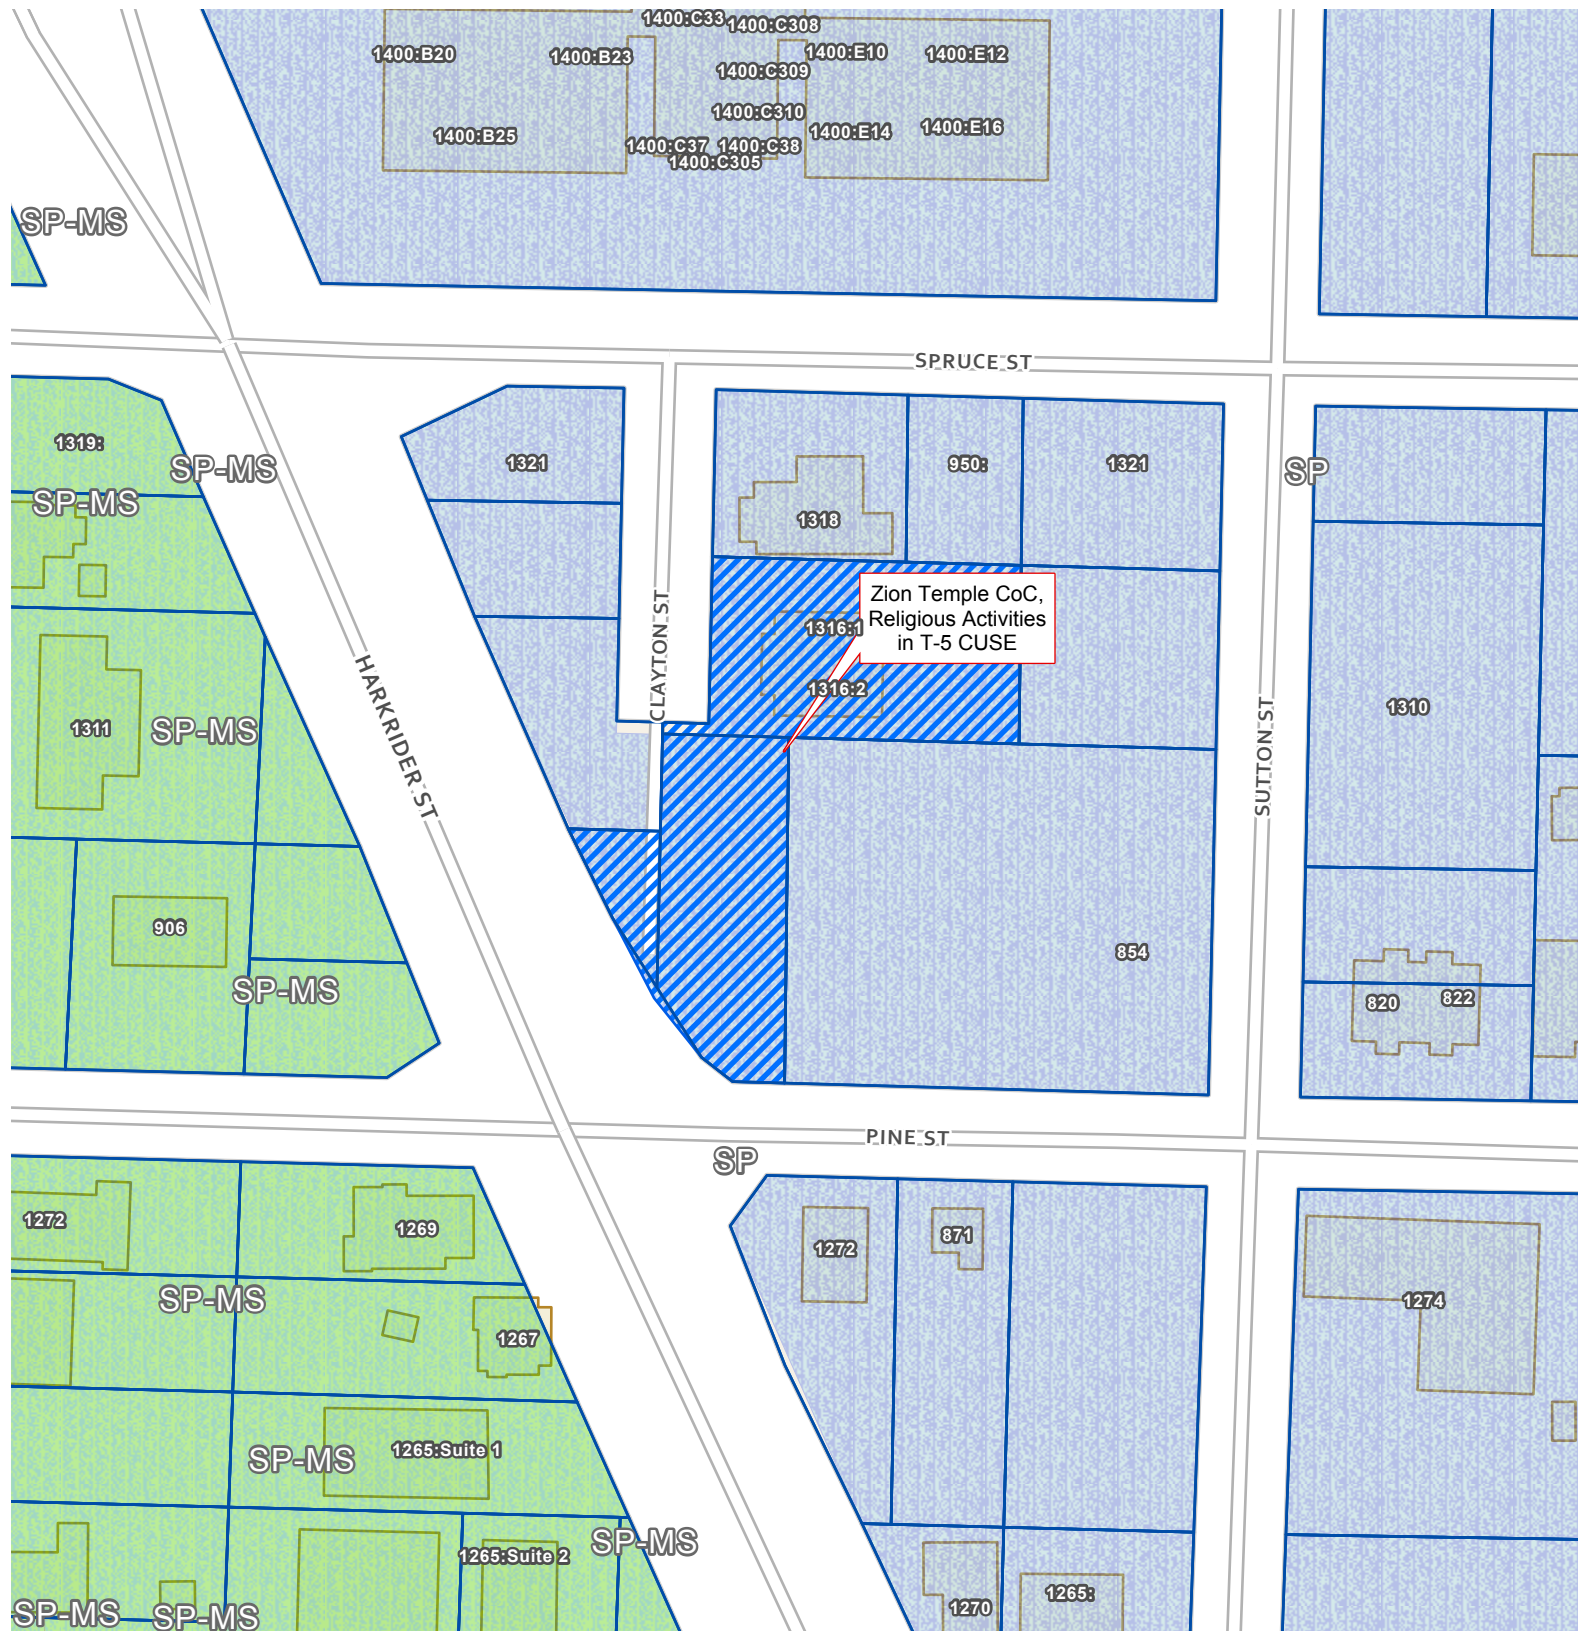 1400:C33
1400:C308
1400:B20
1400:B23
1400:E10
1400:E12
1400:C309
1400:C310
1400:B25
1400:E14
1400:E16
1400:C37
1400:C38
1400:C305
SP-MS
SPRUCE ST
1319:
SP-MS
1321
950:
1321
SP
SP-MS
1318
Zion Temple CoC,
Religious Activities
in T-5 CUSE
1316:1
1316:2
CLAYTON ST
HARKRIDER ST
SUTTON ST
1311
SP-MS
1310
906
854
SP-MS
820
822
PINE ST
SP
1272
1269
1272
871
SP-MS
1274
1267
1265:Suite 1
SP-MS
SP-MS
1265:Suite 2
1270
1265:
SP-MS
SP-MS